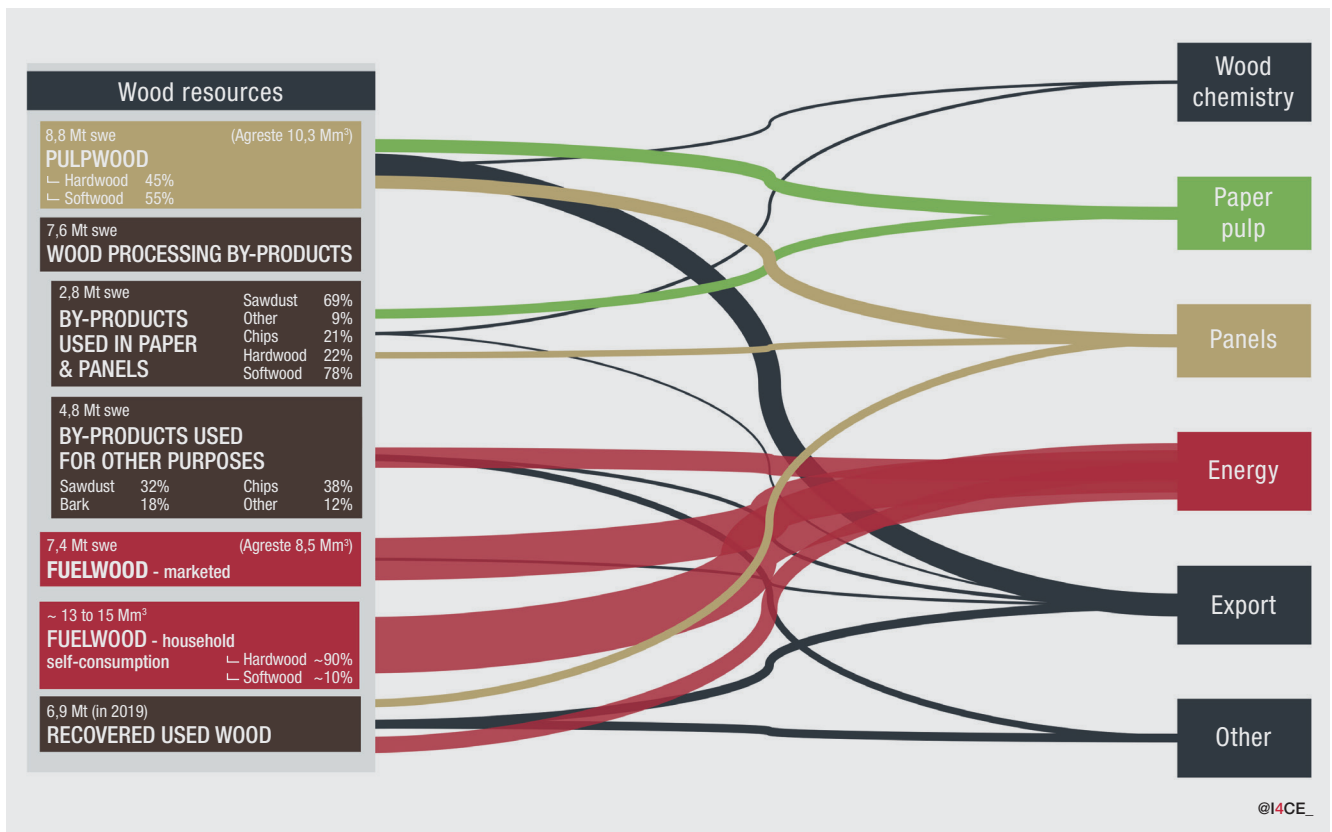 Wood resources
8,8 Mt swe (Agreste 10,3 Mm³)
PULPWOOD
Hardwood 45%
Softwood 55%
7,6 Mt swe
WOOD PROCESSING BY-PRODUCTS
2,8 Mt swe
BY-PRODUCTS
USED IN PAPER
& PANELS
Sawdust 69%
Other 9%
Chips 21%
Hardwood 22%
Softwood 78%
4,8 Mt swe
BY-PRODUCTS USED
FOR OTHER PURPOSES
Sawdust 32% Chips 38%
Bark 18% Other 12%
7,4 Mt swe (Agreste 8,5 Mm³)
FUELWOOD - marketed
~ 13 to 15 Mm³
FUELWOOD - household
self-consumption
Hardwood ~90%
Softwood ~10%
6,9 Mt (in 2019)
RECOVERED USED WOOD
Wood
chemistry
Paper
pulp
Panels
Energy
Export
Other
@I4CE_